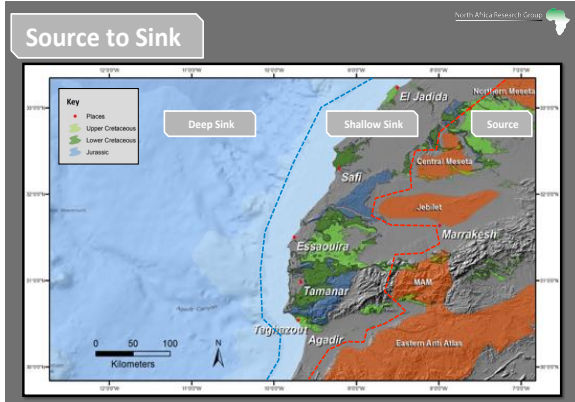 North Africa Research Group
Source to Sink
Key
Places
Upper Cretaceous
Lower Cretaceous
Jurassic
Deep Sink
Shallow Sink
Source
El Jadida
Northern Meseta
Central Meseta
Safi
Jebilet
Marrakesh
Essaouira
MAM
Tamanar
Taghazout
Agadir
Eastern Anti Atlas
0 50 100
Kilometers
N